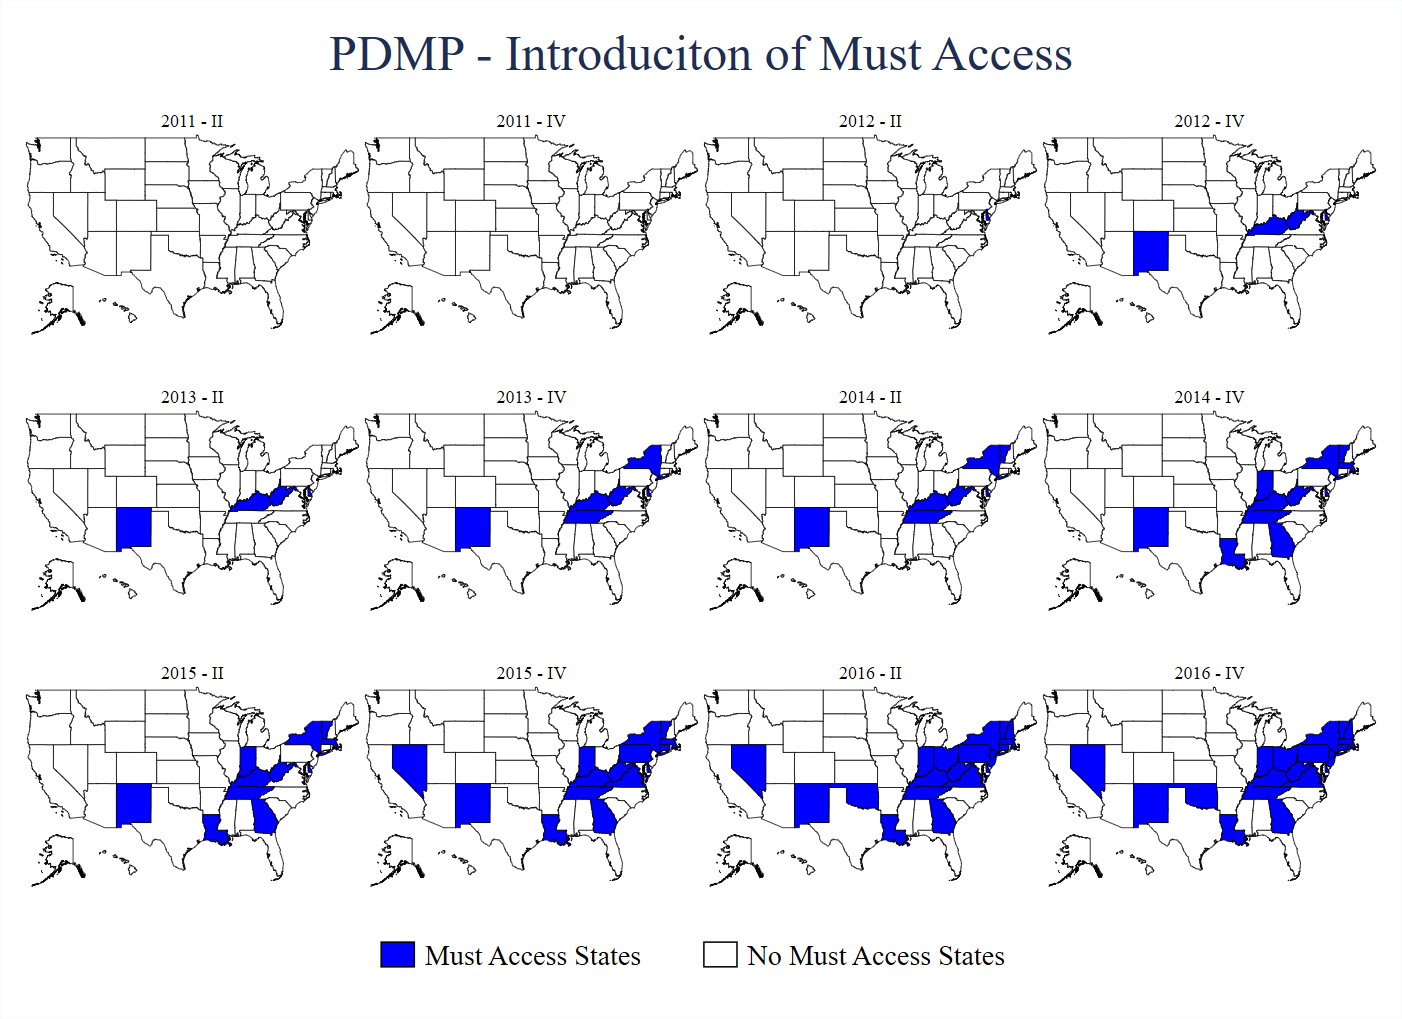 PDMP - Introduciton of Must Access
2011 - II
2011 - IV
2012 - II
2012 - IV
2013 - II
2013 - IV
2014 - II
2014 - IV
2015 - II
2015 - IV
2016 - II
2016 - IV
Must Access States
No Must Access States